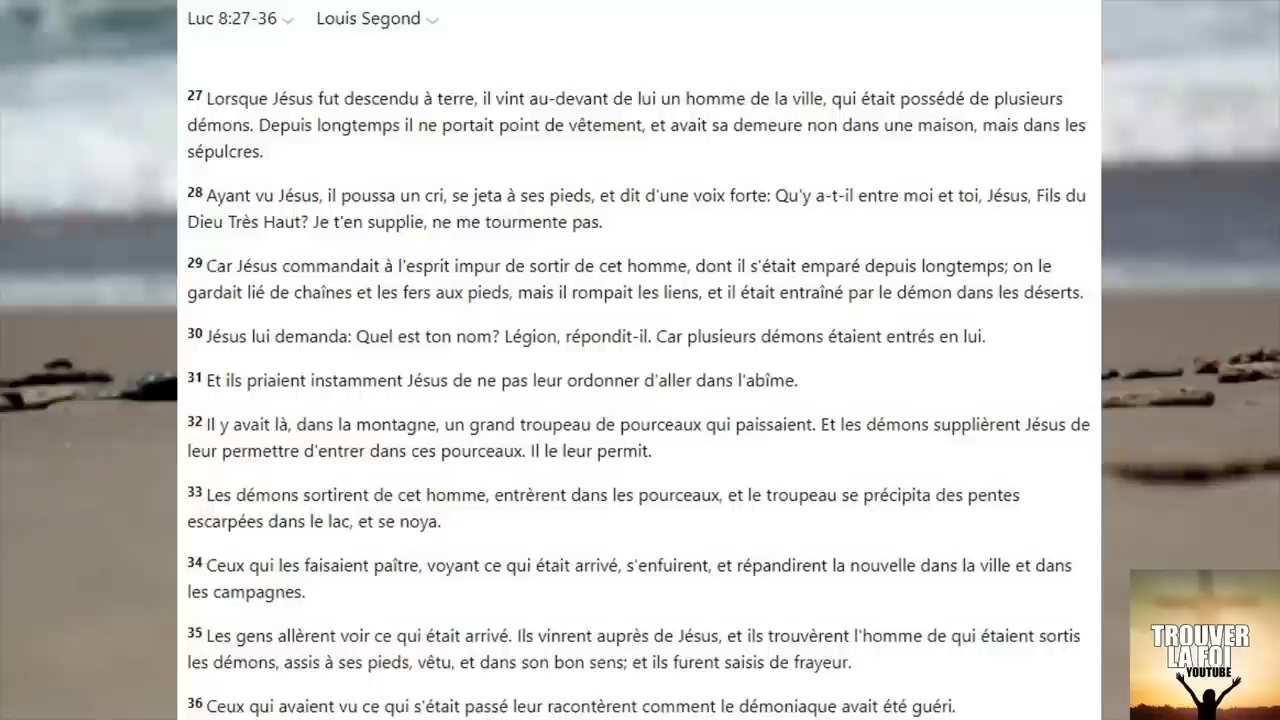 Luc 8:27-36 Louis Segond
27 Lorsque Jésus fut descendu à terre, il vint au-devant de lui un homme de la ville, qui était possédé de plusieurs
démons. Depuis longtemps il ne portait point de vêtement, et avait sa demeure non dans une maison, mais dans les
sépulcres.
28 Ayant vu Jésus, il poussa un cri, se jeta à ses pieds, et dit d'une voix forte: Qu'y a-t-il entre moi et toi, Jésus, Fils du
Dieu Très Haut? Je t'en supplie, ne me tourmente pas.
29 Car Jésus commandait à l'esprit impur de sortir de cet homme, dont il s'était emparé depuis longtemps; on le
gardait lié de chaînes et les fers aux pieds, mais il rompait les liens, et il était entraîné par le démon dans les déserts.
30 Jésus lui demanda: Quel est ton nom? Légion, répondit-il. Car plusieurs démons étaient entrés en lui.
31 Et ils priaient instamment Jésus de ne pas leur ordonner d'aller dans l'abîme.
32 Il y avait là, dans la montagne, un grand troupeau de pourceaux qui paissaient. Et les démons supplièrent Jésus de
leur permettre d'entrer dans ces pourceaux. Il le leur permit.
33 Les démons sortirent de cet homme, entrèrent dans les pourceaux, et le troupeau se précipita des pentes
escarpées dans le lac, et se noya.
34 Ceux qui les faisaient paître, voyant ce qui était arrivé, s'enfuirent, et répandirent la nouvelle dans la ville et dans
les campagnes.
35 Les gens allèrent voir ce qui était arrivé. Ils vinrent auprès de Jésus, et ils trouvèrent l'homme de qui étaient sortis
les démons, assis à ses pieds, vêtu, et dans son bon sens; et ils furent saisis de frayeur.
36 Ceux qui avaient vu ce qui s'était passé leur racontèrent comment le démoniaque avait été guéri.
TROUVER
LA FOI
YOUTUBE